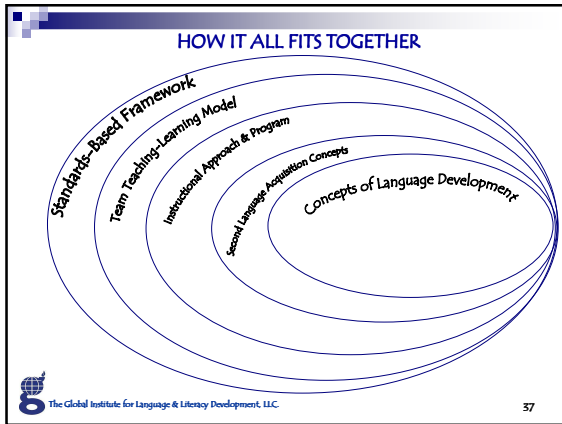 HOW IT ALL FITS TOGETHER
Standards-Based Framework
Team Teaching-Learning Model
Instructional Approach & Program
Second Language Acquisition Concepts
Concepts of Language Development
The Global Institute for Language & Literacy Development, LLC.
37